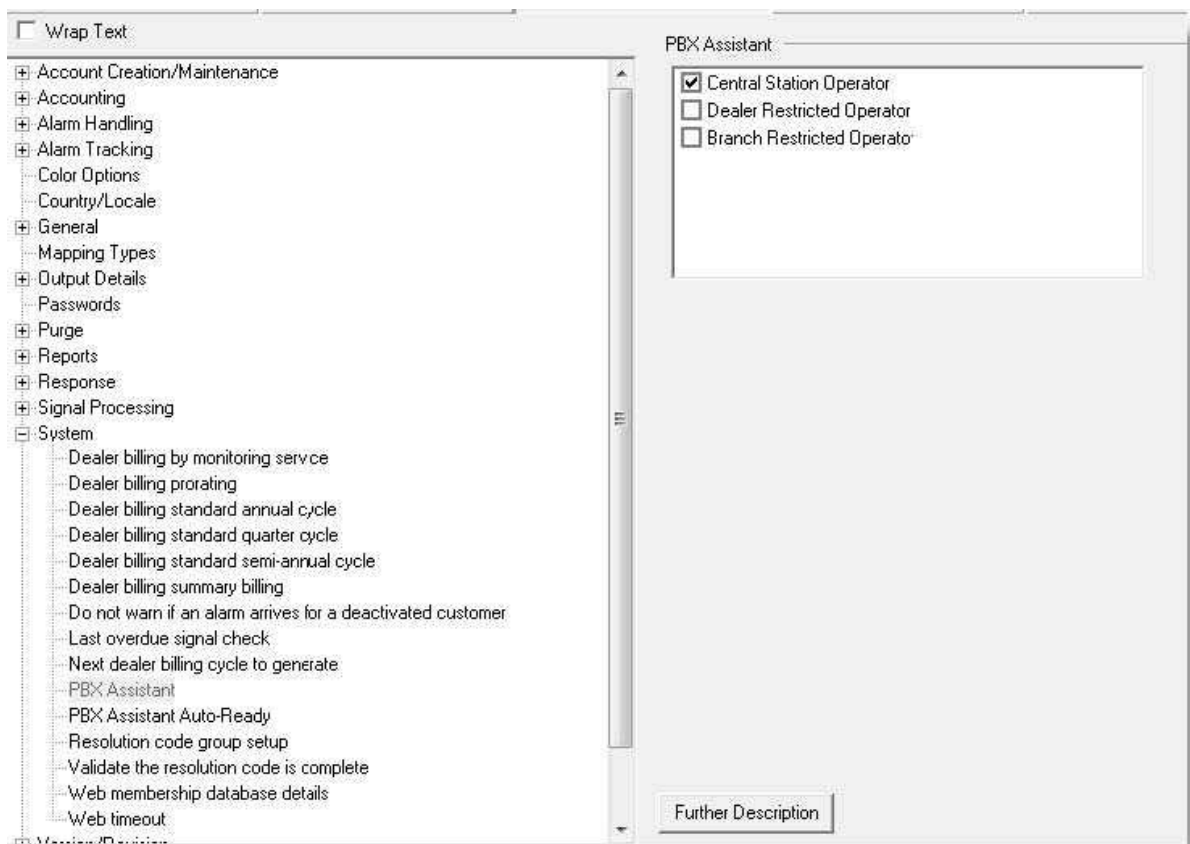 Wrap Text
Account Creation/Maintenance
Accounting
Alarm Handling
Alarm Tracking
Color Options
Country/Locale
General
Mapping Types
Output Details
Passwords
Purge
Reports
Response
Signal Processing
System
Dealer billing by monitoring servce
Dealer billing prorating
Dealer billing standard annual cycle
Dealer billing standard quarter cycle
Dealer billing standard semi-annual cycle
Dealer billing summary billing
Do not warn if an alarm arrives for a deactivated customer
Last overdue signal check
Next dealer billing cycle to generate
PBX Assistant
PBX Assistant Auto-Ready
Resolution code group setup
Validate the resolution code is complete
Web membership database details
Web timeout
Version/Revision
PBX Assistant
Central Station Operator
Dealer Restricted Operator
Branch Restricted Operator
Further Description